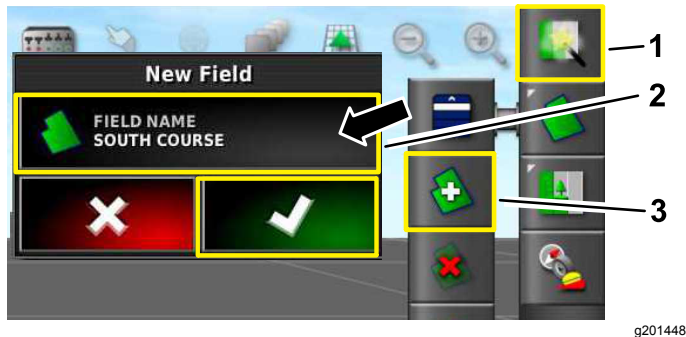 New Field
FIELD NAME
SOUTH COURSE
1
2
3
g201448